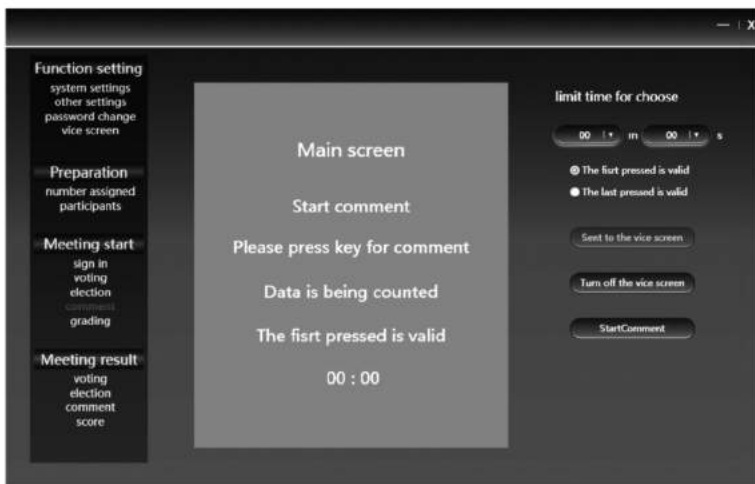 — | X
Function setting
system settings
other settings
password change
vice screen
Preparation
number assigned
participants
Meeting start
sign in
voting
election
comment
grading
Meeting result
voting
election
comment
score
Main screen
Start comment
Please press key for comment
Data is being counted
The fisrt pressed is valid
00 : 00
limit time for choose
00 m 00 s
The fisrt pressed is valid
The last pressed is valid
Sent to the vice screen
Turn off the vice screen
StartComment